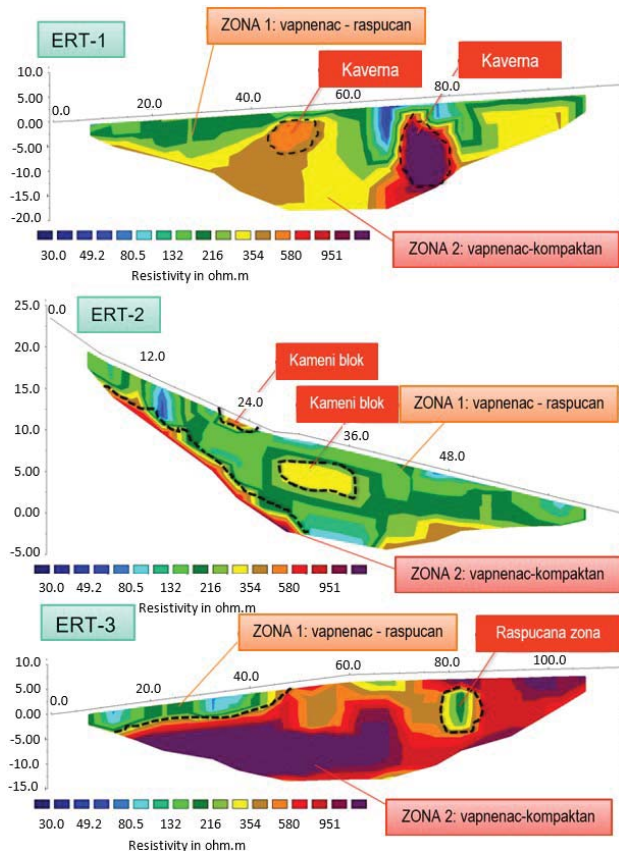 ERT-1
ZONA 1: vapnenac - raspucan
Kaverna
Kaverna
10.0
5.0
0.0
-5.00
-10.0
-15.0
-20.0
0.0
20.0
40.0
60.0
80.0
ZONA 2: vapnenac-kompaktan
30.0 49.2 80.5 132 216 354 580 951
Resistivity in ohm.m
ERT-2
25.0
20.0
15.0
10.0
5.00
0.00
-5.00
0.0
12.0
24.0
36.0
48.0
Kameni blok
Kameni blok
ZONA 1: vapnenac - raspucan
ZONA 2: vapnenac-kompaktan
30.0 49.2 80.5 132 216 354 580 951
Resistivity in ohm.m
ERT-3
ZONA 1: vapnenac - raspucan
Raspucana zona
10.0
5.00
0.00
-5.00
-10.0
-15.0
0.0
20.0
40.0
60.0
80.0
100.0
ZONA 2: vapnenac-kompaktan
30.0 49.2 80.5 132 216 354 580 951
Resistivity in ohm.m